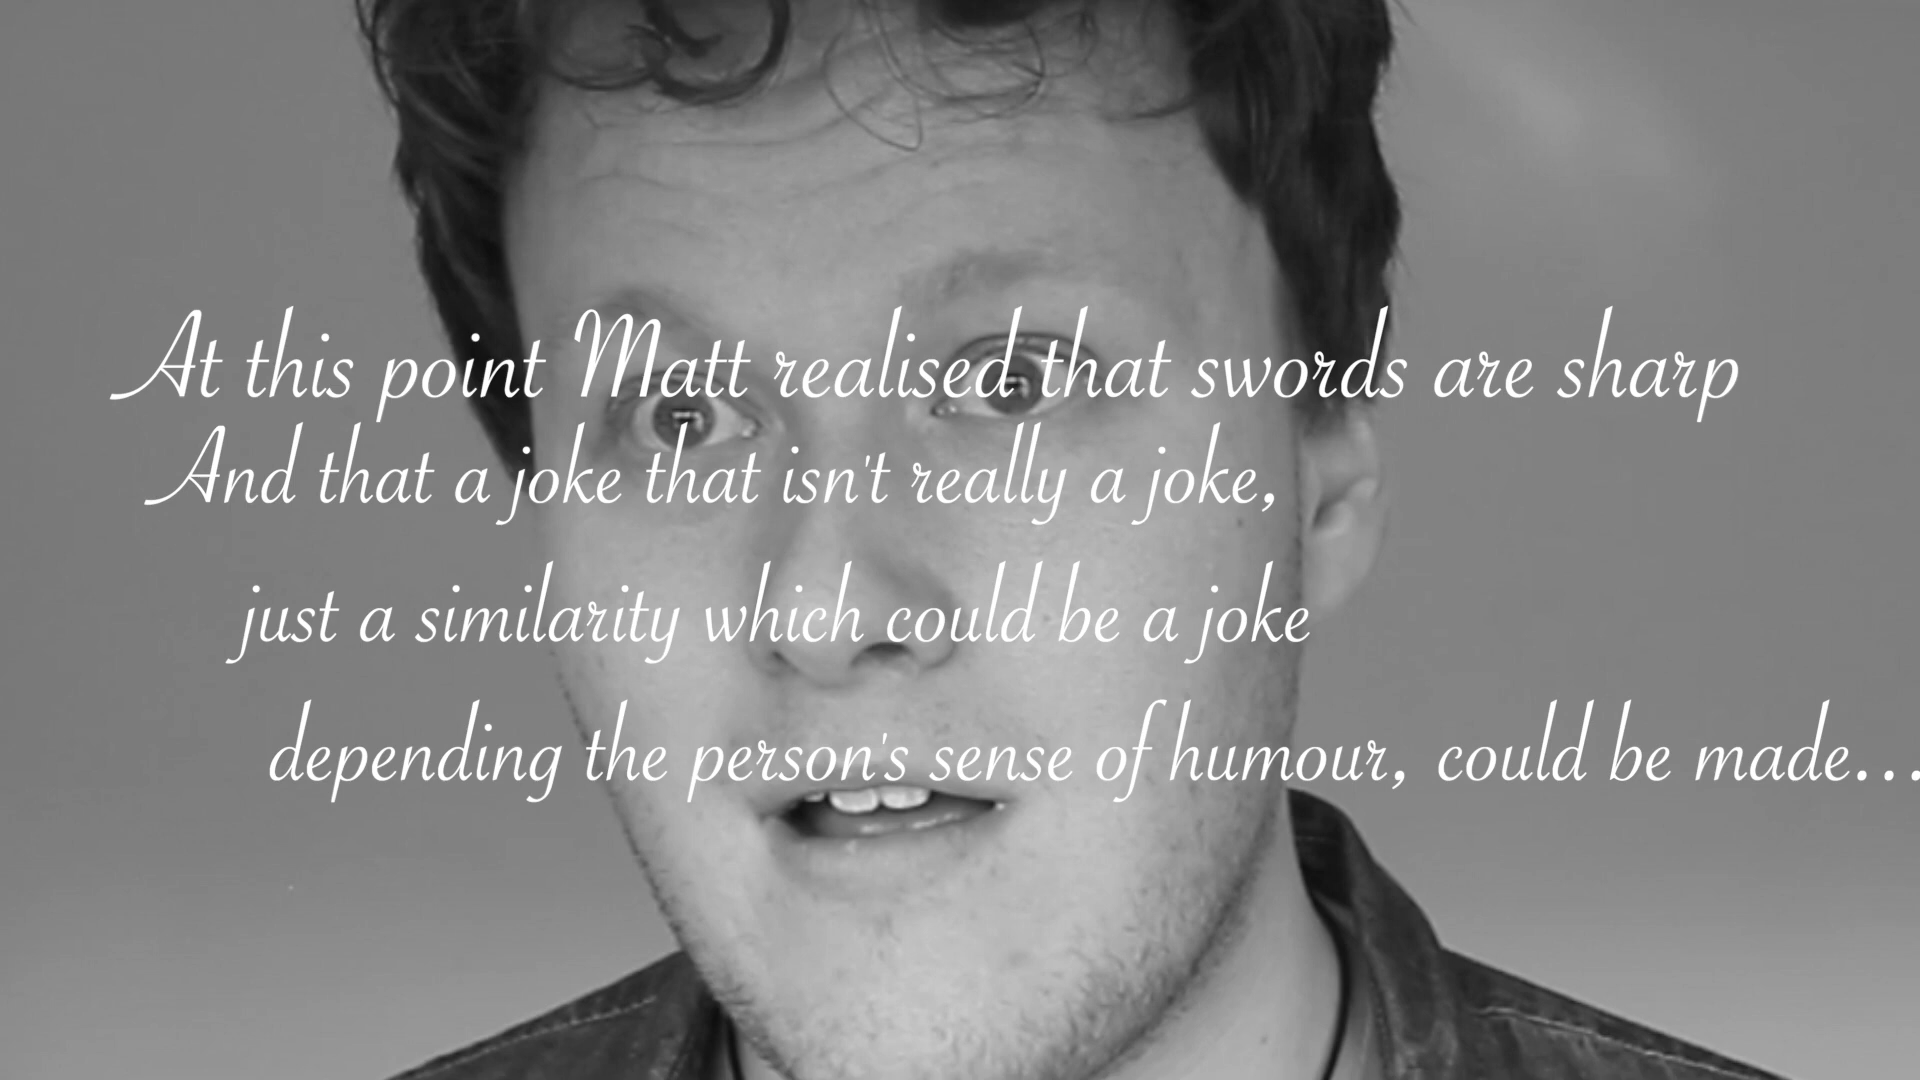 At this point Matt realised that swords are sharp
And that a joke that isn't really a joke,
just a similarity which could be a joke
depending the person's sense of humour, could be made...